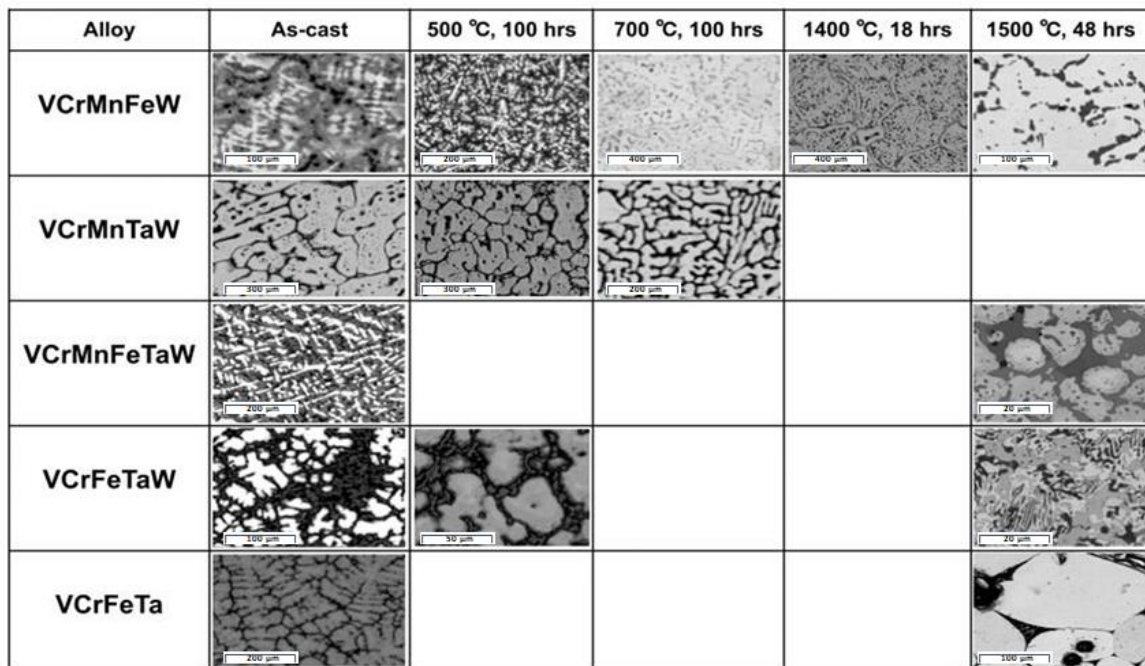 Alloy As-cast 500 °C, 100 hrs 700 °C, 100 hrs 1400 °C, 18 hrs 1500 °C, 48 hrs
VCrMnFeW
100 µm 200 µm 400 µm 400 µm 100 µm
VCrMnTaW
300 µm 300 µm 200 µm
VCrMnFeTaW
200 µm 20 µm
VCrFeTaW
100 µm 50 µm 20 µm
VCrFeTa
200 µm 100 µm